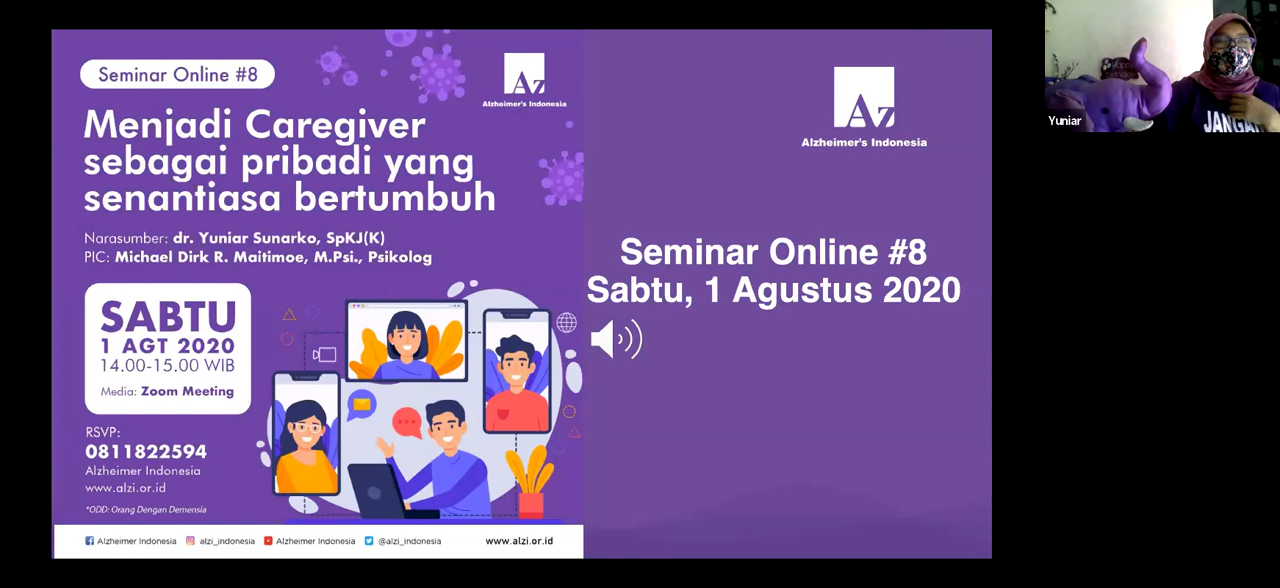 Seminar Online #8
Az
Alzheimer's Indonesia
Menjadi Caregiver
sebagai pribadi yang
senantiasa bertumbuh
Narasumber: dr. Yuniar Sunarko, SpKJ(K)
PIC: Michael Dirk R. Maitimoe, M.Psi., Psikolog
SABTU
1 AGT 2020
14.00-15.00 WIB
Media: Zoom Meeting
RSVP:
0811822594
Alzheimer Indonesia
www.alzi.or.id
*ODD: Orang Dengan Demensia
Alzheimer Indonesia alzi_indonesia Alzheimer Indonesia @alzi_indonesia www.alzi.or.id
Az
Alzheimer's Indonesia
Seminar Online #8
Sabtu, 1 Agustus 2020
Yuniar
JANGA